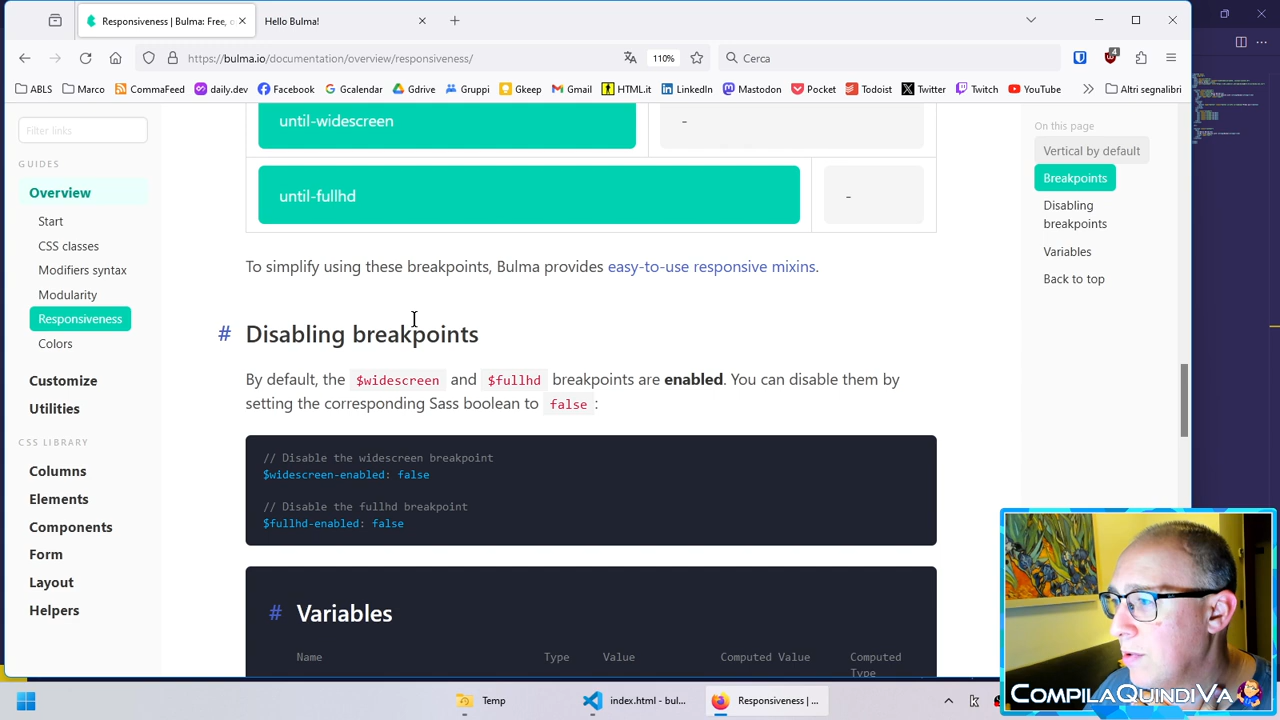 Responsiveness | Bulma: Free, o
Hello Bulma!
https://bulma.io/documentation/overview/responsiveness/
110%
Cerca
4
ABLS
Marco
CommaFeed
daily.dev
Facebook
Gcalendar
Gdrive
Gruppi
Gmail
HTML.it
LinkedIn
Mastodon
Pocket
Todoist
Twitter
Twitch
YouTube
Altri segnalibri
Filter links
GUIDES
Overview
Start
CSS classes
Modifiers syntax
Modularity
Responsiveness
Colors
Customize
Utilities
CSS LIBRARY
Columns
Elements
Components
Form
Layout
Helpers
until-widescreen
-
until-fullhd
-
To simplify using these breakpoints, Bulma provides easy-to-use responsive mixins.
# Disabling breakpoints
By default, the $widescreen and $fullhd breakpoints are enabled. You can disable them by
setting the corresponding Sass boolean to false :
// Disable the widescreen breakpoint
$widescreen-enabled: false
// Disable the fullhd breakpoint
$fullhd-enabled: false
# Variables
Name Type Value Computed Value Computed
Type
On this page
Vertical by default
Breakpoints
Disabling
breakpoints
Variables
Back to top
COMPILAQUINDIVA
Temp
index.html - bul...
Responsiveness | ...